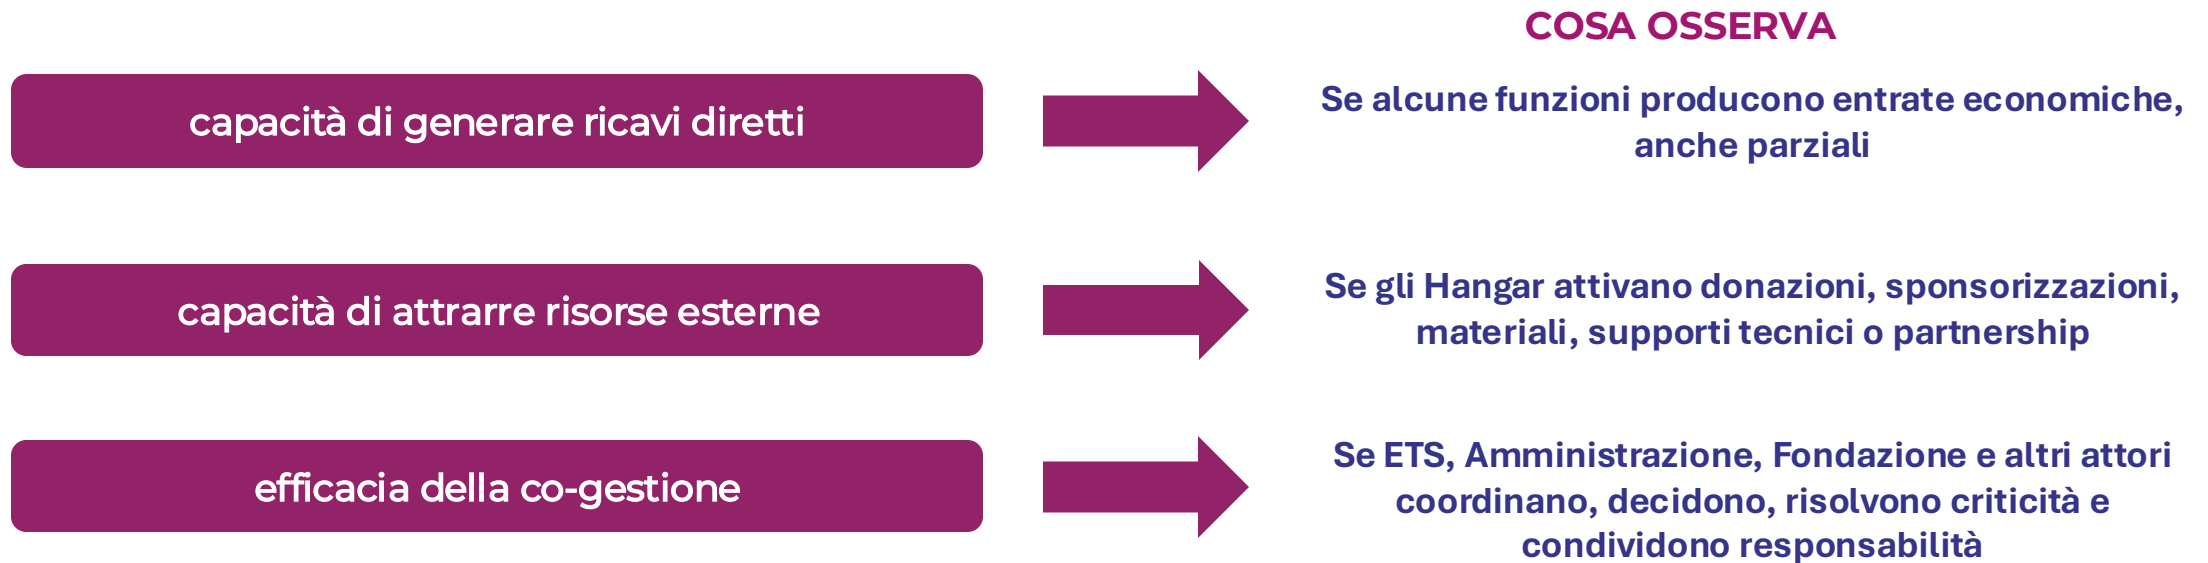 COSA OSSERVA
capacità di generare ricavi diretti
Se alcune funzioni producono entrate economiche,
anche parziali
capacità di attrarre risorse esterne
Se gli Hangar attivano donazioni, sponsorizzazioni,
materiali, supporti tecnici o partnership
efficacia della co-gestione
Se ETS, Amministrazione, Fondazione e altri attori
coordinano, decidono, risolvono criticità e
condividono responsabilità